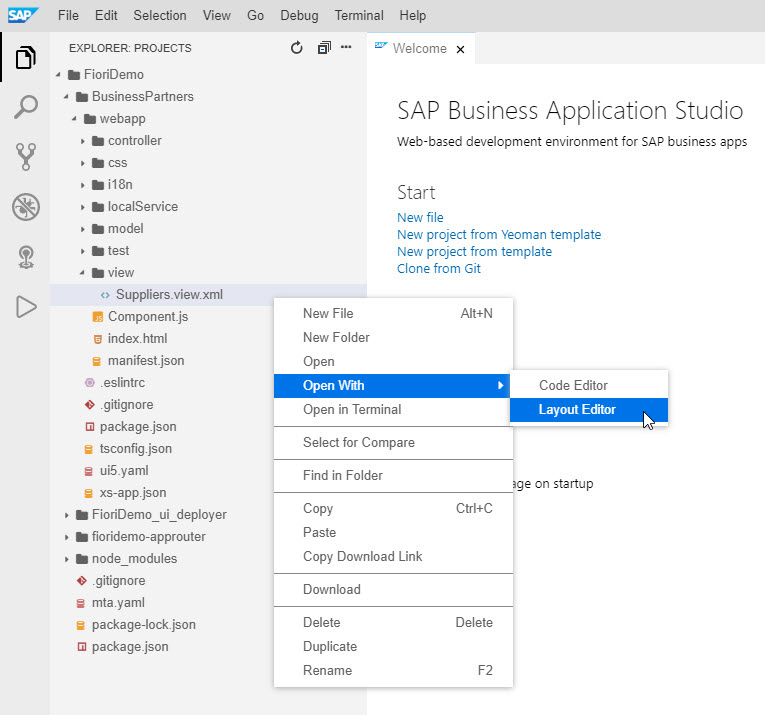 SAP File Edit Selection View Go Debug Terminal Help
EXPLORER: PROJECTS
FioriDemo
BusinessPartners
webapp
controller
css
i18n
localService
model
test
view
Suppliers.view.xml
Component.js
index.html
manifest.json
.eslintrc
.gitignore
package.json
tsconfig.json
ui5.yaml
xs-app.json
FioriDemo_ui_deployer
fioridemo-approuter
node_modules
.gitignore
mta.yaml
package-lock.json
package.json
Welcome
SAP Business Application Studio
Web-based development environment for SAP business apps
Start
New file
New project from Yeoman template
New project from template
Clone from Git
New File Alt+N
New Folder
Open
Open With
Open in Terminal
Select for Compare
Find in Folder
Copy Ctrl+C
Paste
Copy Download Link
Download
Delete Delete
Duplicate
Rename F2
Code Editor
Layout Editor
on startup